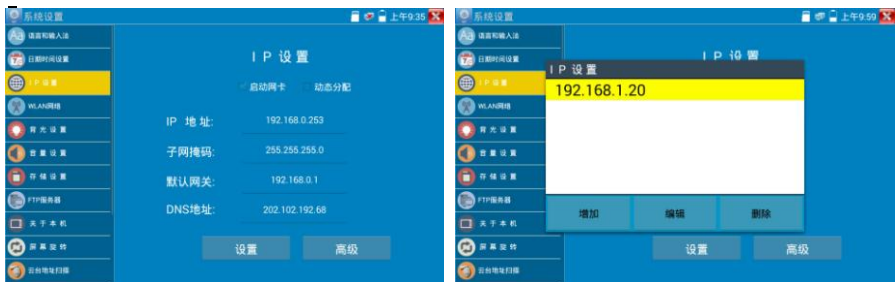 系统设置
上午9:35
语言和输入法
日期时间设置
IP 设置
WLAN网络
背光设置
音量设置
存储设置
FTP服务器
关于本机
屏幕旋转
云台地址扫描
IP 设置
启动网卡 动态分配
IP 地址: 192.168.0.253
子网掩码: 255.255.255.0
默认网关: 192.168.0.1
DNS地址: 202.102.192.68
设置 高级
系统设置
上午9:59
语言和输入法
日期时间设置
IP 设置
WLAN网络
背光设置
音量设置
存储设置
FTP服务器
关于本机
屏幕旋转
云台地址扫描
IP 设置
IP 设置
192.168.1.20
增加 编辑 删除
设置 高级